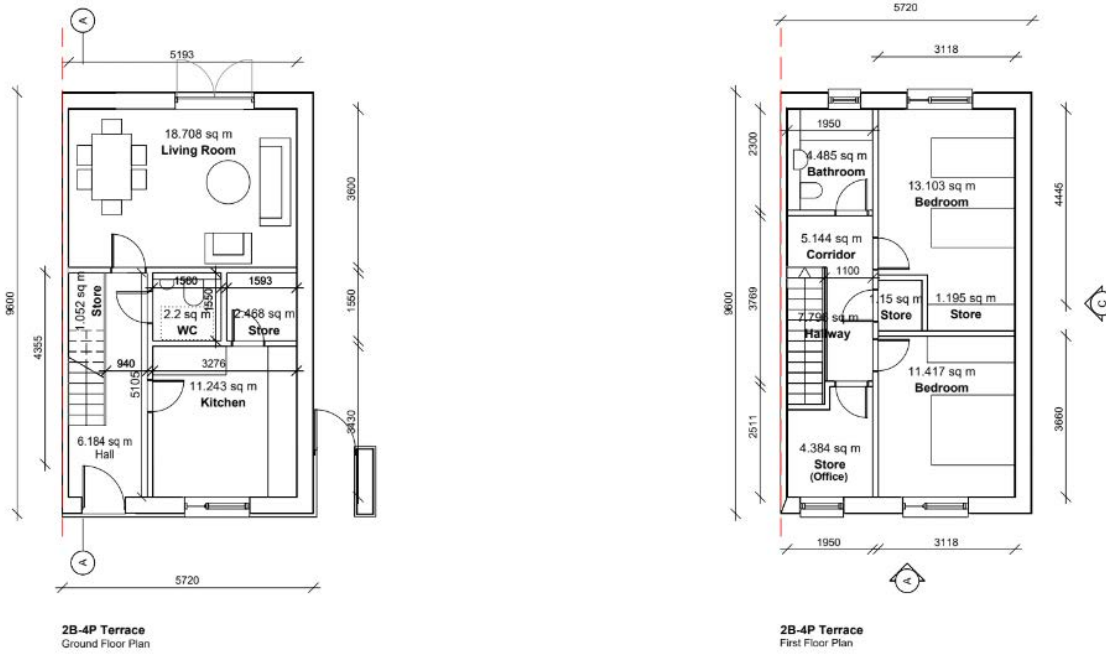 A
5193
18.708 sq m
Living Room
3600
9600
4355
1.052 sq m
Store
1560
1593
1550
1550
2.2 sq m
WC
2.468 sq m
Store
940
3276
5105
11.243 sq m
Kitchen
3430
6.184 sq m
Hall
A
5720
2B-4P Terrace
Ground Floor Plan
5720
3118
1950
2300
4.485 sq m
Bathroom
13.103 sq m
Bedroom
4445
5.144 sq m
Corridor
1100
9600
3769
1.15 sq m
Store
1.195 sq m
Store
C
Hallway
11.417 sq m
Bedroom
2511
3660
4.384 sq m
Store
(Office)
1950
3118
A
2B-4P Terrace
First Floor Plan